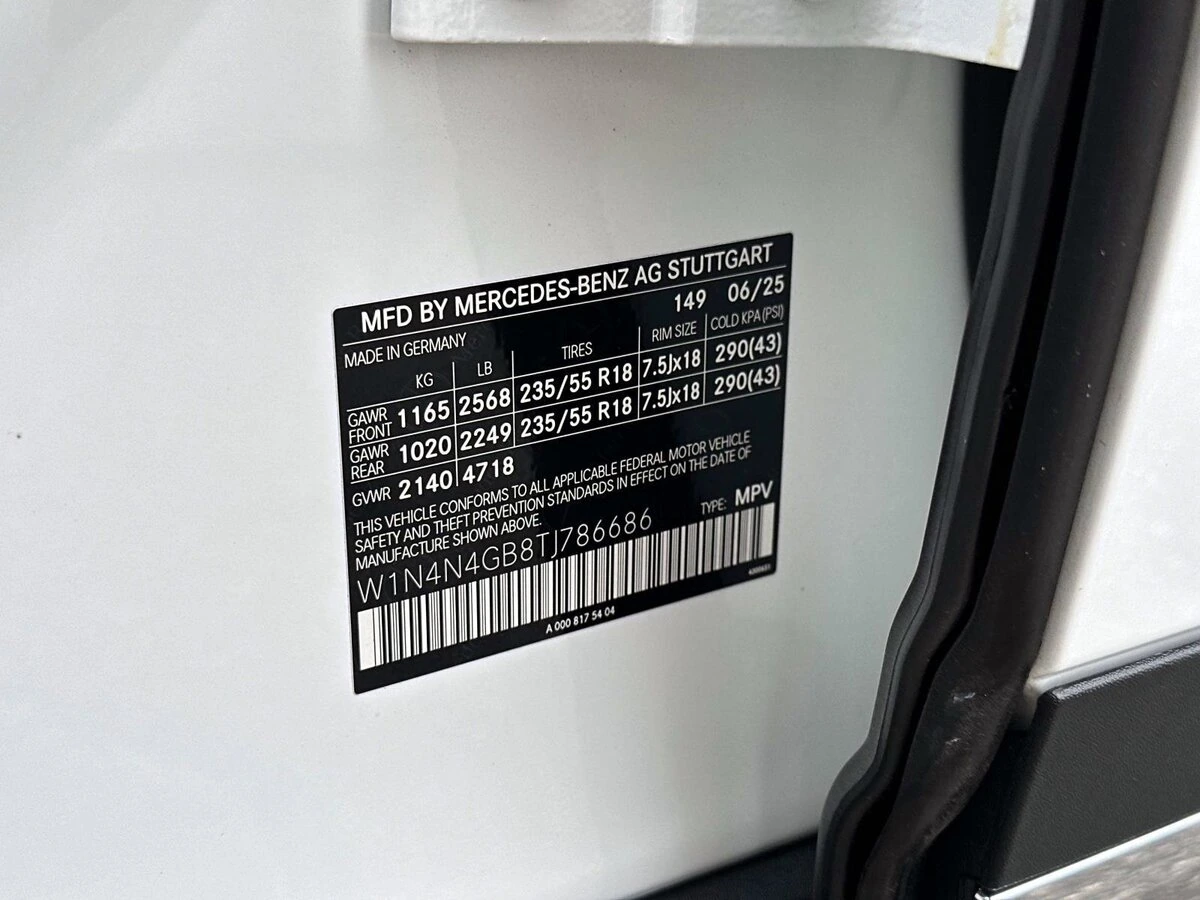 MFD BY MERCEDES-BENZ AG STUTTGART
149 06/25
MADE IN GERMANY
KG LB TIRES RIM SIZE COLD KPA (PSI)
GAWR FRONT 1165 2568 235/55 R18 7.5Jx18 290(43)
GAWR REAR 1020 2249 235/55 R18 7.5Jx18 290(43)
GVWR 2140 4718
THIS VEHICLE CONFORMS TO ALL APPLICABLE FEDERAL MOTOR VEHICLE
SAFETY AND THEFT PREVENTION STANDARDS IN EFFECT ON THE DATE OF
MANUFACTURE SHOWN ABOVE.
TYPE: MPV
W1N4N4GB8TJ786686
A 000 817 54 04